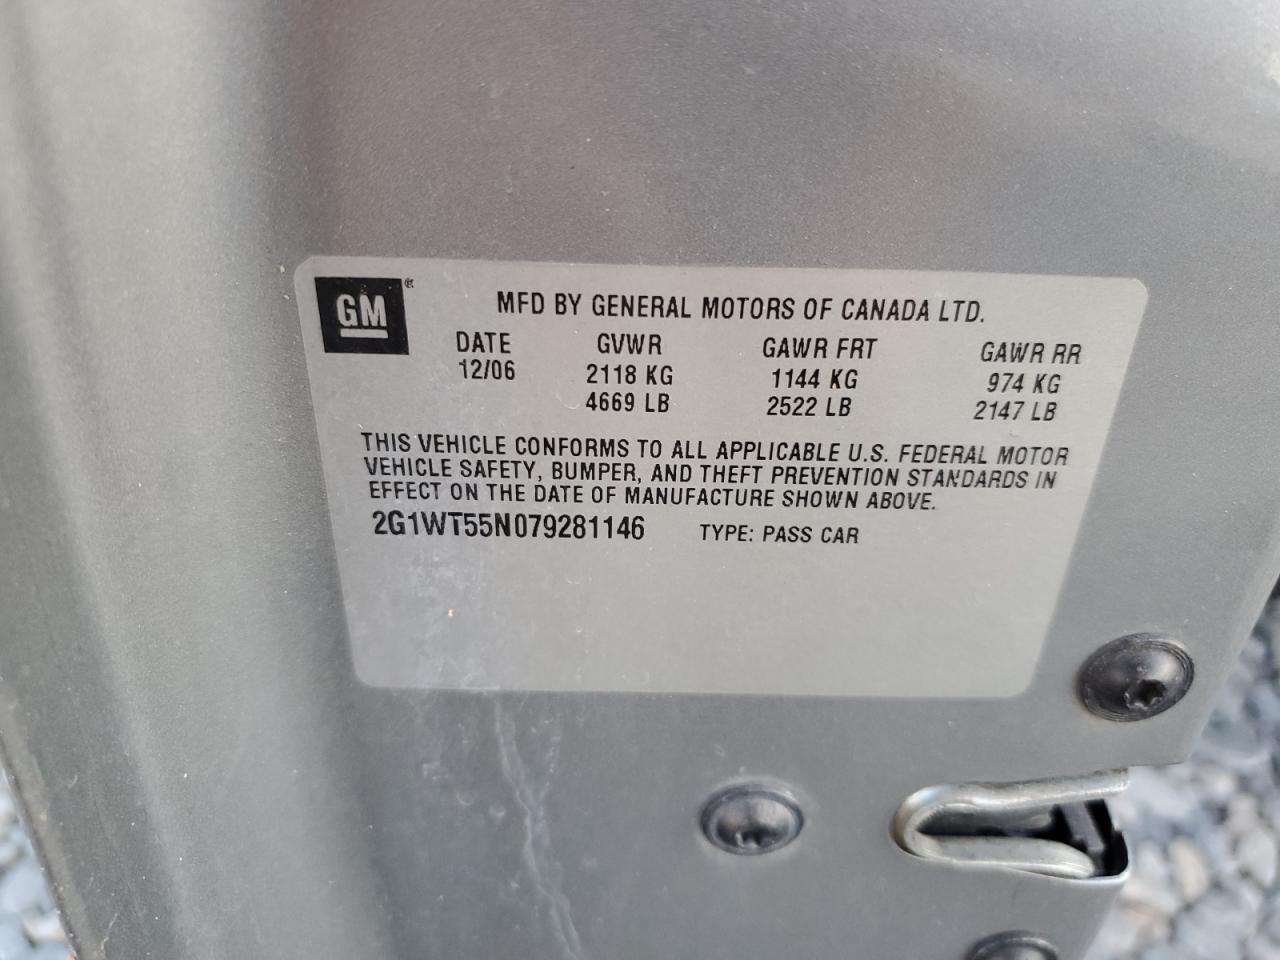 GM
MFD BY GENERAL MOTORS OF CANADA LTD.
DATE GVWR GAWR FRT GAWR RR
12/06 2118 KG 1144 KG 974 KG
4669 LB 2522 LB 2147 LB
THIS VEHICLE CONFORMS TO ALL APPLICABLE U.S. FEDERAL MOTOR
VEHICLE SAFETY, BUMPER, AND THEFT PREVENTION STANDARDS IN
EFFECT ON THE DATE OF MANUFACTURE SHOWN ABOVE.
2G1WT55N079281146 TYPE: PASS CAR